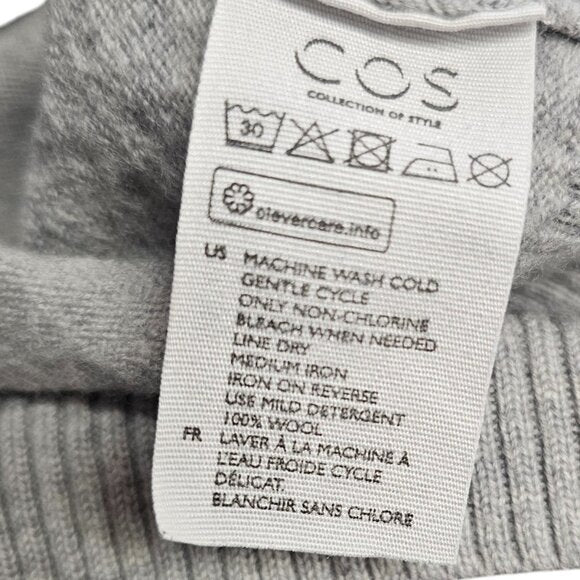 COS
COLLECTION OF STYLE
30
clevercare.info
US MACHINE WASH COLD
GENTLE CYCLE
ONLY NON-CHLORINE
BLEACH WHEN NEEDED
LINE DRY
MEDIUM IRON
IRON ON REVERSE
USE MILD DETERGENT
100% WOOL
FR LAVER À LA MACHINE À
L'EAU FROIDE CYCLE
DÉLICAT.
BLANCHIR SANS CHLORE